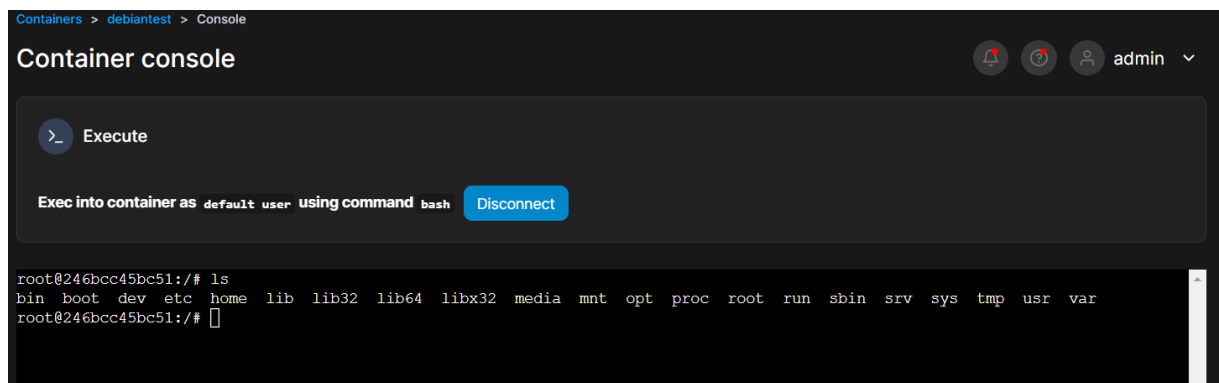 Containers > debiantest > Console
Container console
admin
>_ Execute
Exec into container as default user using command bash Disconnect
root@246bcc45bc51:/# ls
bin boot dev etc home lib lib32 lib64 libx32 media mnt opt proc root run sbin srv sys tmp usr var
root@246bcc45bc51:/#